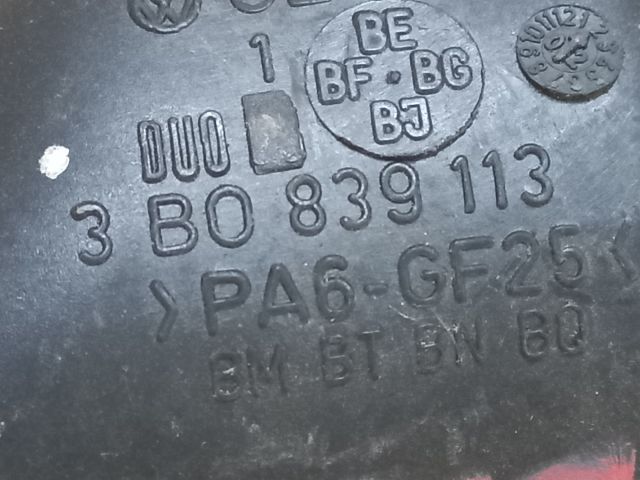 1
BE
BF · BG
BJ
DUO
3 B0 839 113
>PA6-GF25<
BM BT BN BQ